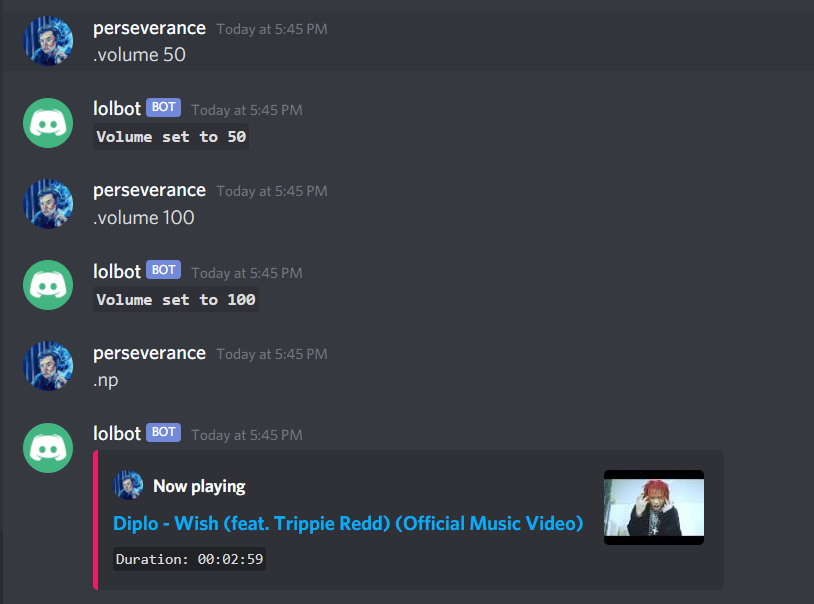 perseverance Today at 5:45 PM
.volume 50
lolbot BOT Today at 5:45 PM
Volume set to 50
perseverance Today at 5:45 PM
.volume 100
lolbot BOT Today at 5:45 PM
Volume set to 100
perseverance Today at 5:45 PM
.np
lolbot BOT Today at 5:45 PM
Now playing
Diplo - Wish (feat. Trippie Redd) (Official Music Video)
Duration: 00:02:59